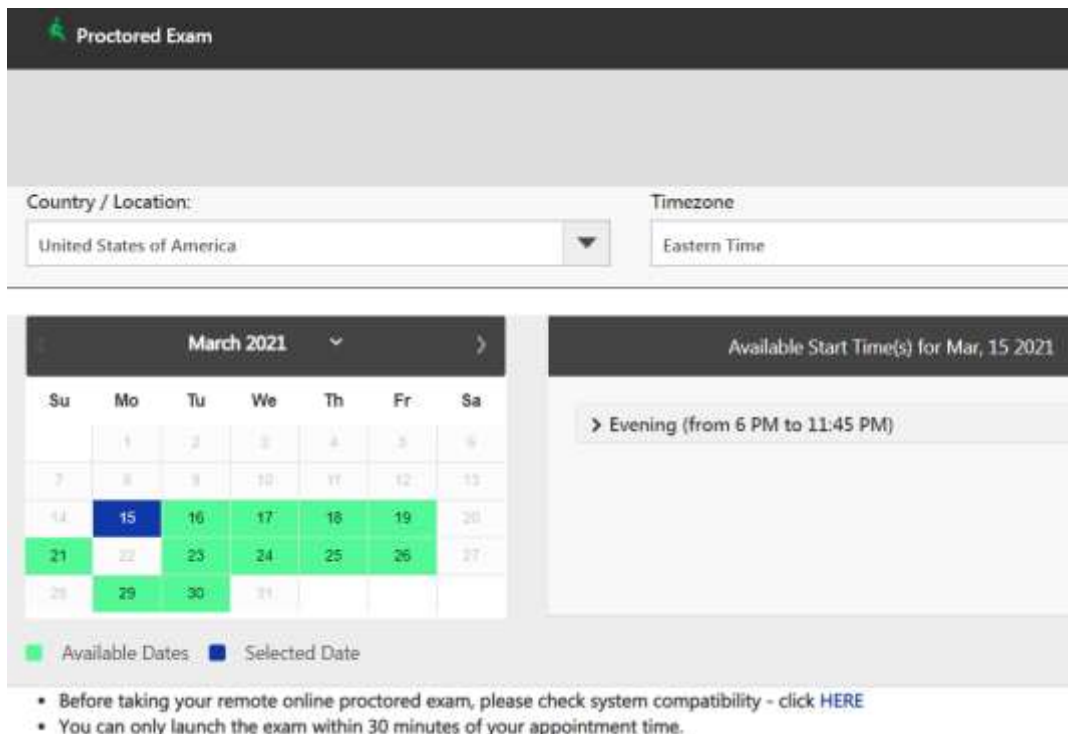 Proctored Exam
Country / Location:
Timezone
United States of America
Eastern Time
March 2021
Su Mo Tu We Th Fr Sa
1 2 3 4 5 6
7 8 9 10 11 12 13
14 15 16 17 18 19 20
21 22 23 24 25 26 27
28 29 30 31
Available Dates Selected Date
Available Start Time(s) for Mar, 15 2021
Evening (from 6 PM to 11:45 PM)
• Before taking your remote online proctored exam, please check system compatibility - click HERE
• You can only launch the exam within 30 minutes of your appointment time.